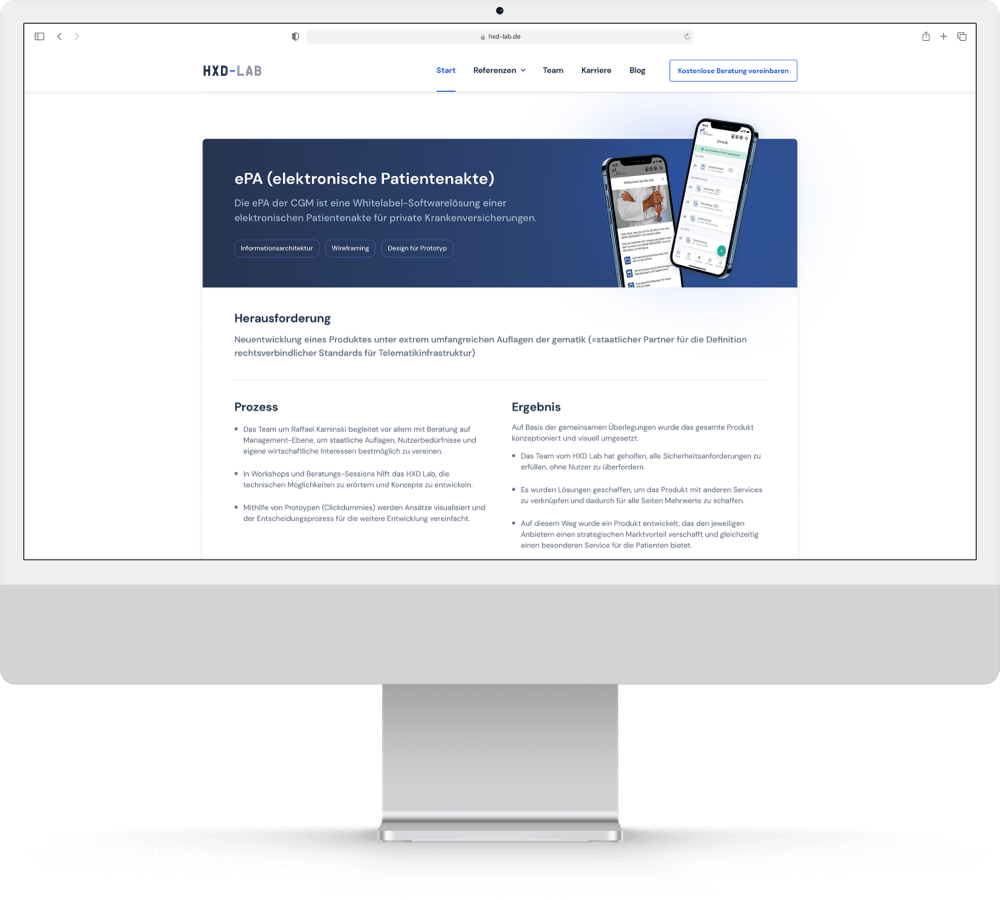 hxd-lab.de
HXD-LAB
Start
Referenzen
Team
Karriere
Blog
Kostenlose Beratung vereinbaren
ePA (elektronische Patientenakte)
Die ePA der CGM ist eine Whitelabel-Softwarelösung einer
elektronischen Patientenakte für private Krankenversicherungen.
Informationsarchitektur
Wireframing
Design für Prototyp
Herausforderung
Neuentwicklung eines Produktes unter extrem umfangreichen Auflagen der gematik (=staatlicher Partner für die Definition
rechtsverbindlicher Standards für Telematikinfrastruktur)
Prozess
Das Team um Raffael Kaminski begleitet vor allem mit Beratung auf
Management-Ebene, um staatliche Auflagen, Nutzerbedürfnisse und
eigene wirtschaftliche Interessen bestmöglich zu vereinen.
In Workshops und Beratungs-Sessions hilft das HXD Lab, die
technischen Möglichkeiten zu erörtern und Konzepte zu entwickeln.
Mithilfe von Protoypen (Clickdummies) werden Ansätze visualisiert und
der Entscheidungsprozess für die weitere Entwicklung vereinfacht.
Ergebnis
Auf Basis der gemeinsamen Überlegungen wurde das gesamte Produkt
konzeptioniert und visuell umgesetzt.
Das Team vom HXD Lab hat geholfen, alle Sicherheitsanforderungen zu
erfüllen, ohne Nutzer zu überfordern.
Es wurden Lösungen geschaffen, um das Produkt mit anderen Services
zu verknüpfen und dadurch für alle Seiten Mehrwerte zu schaffen.
Auf diesem Weg wurde ein Produkt entwickelt, das den jeweiligen
Anbietern einen strategischen Marktvorteil verschafft und gleichzeitig
einen besonderen Service für die Patienten bietet.